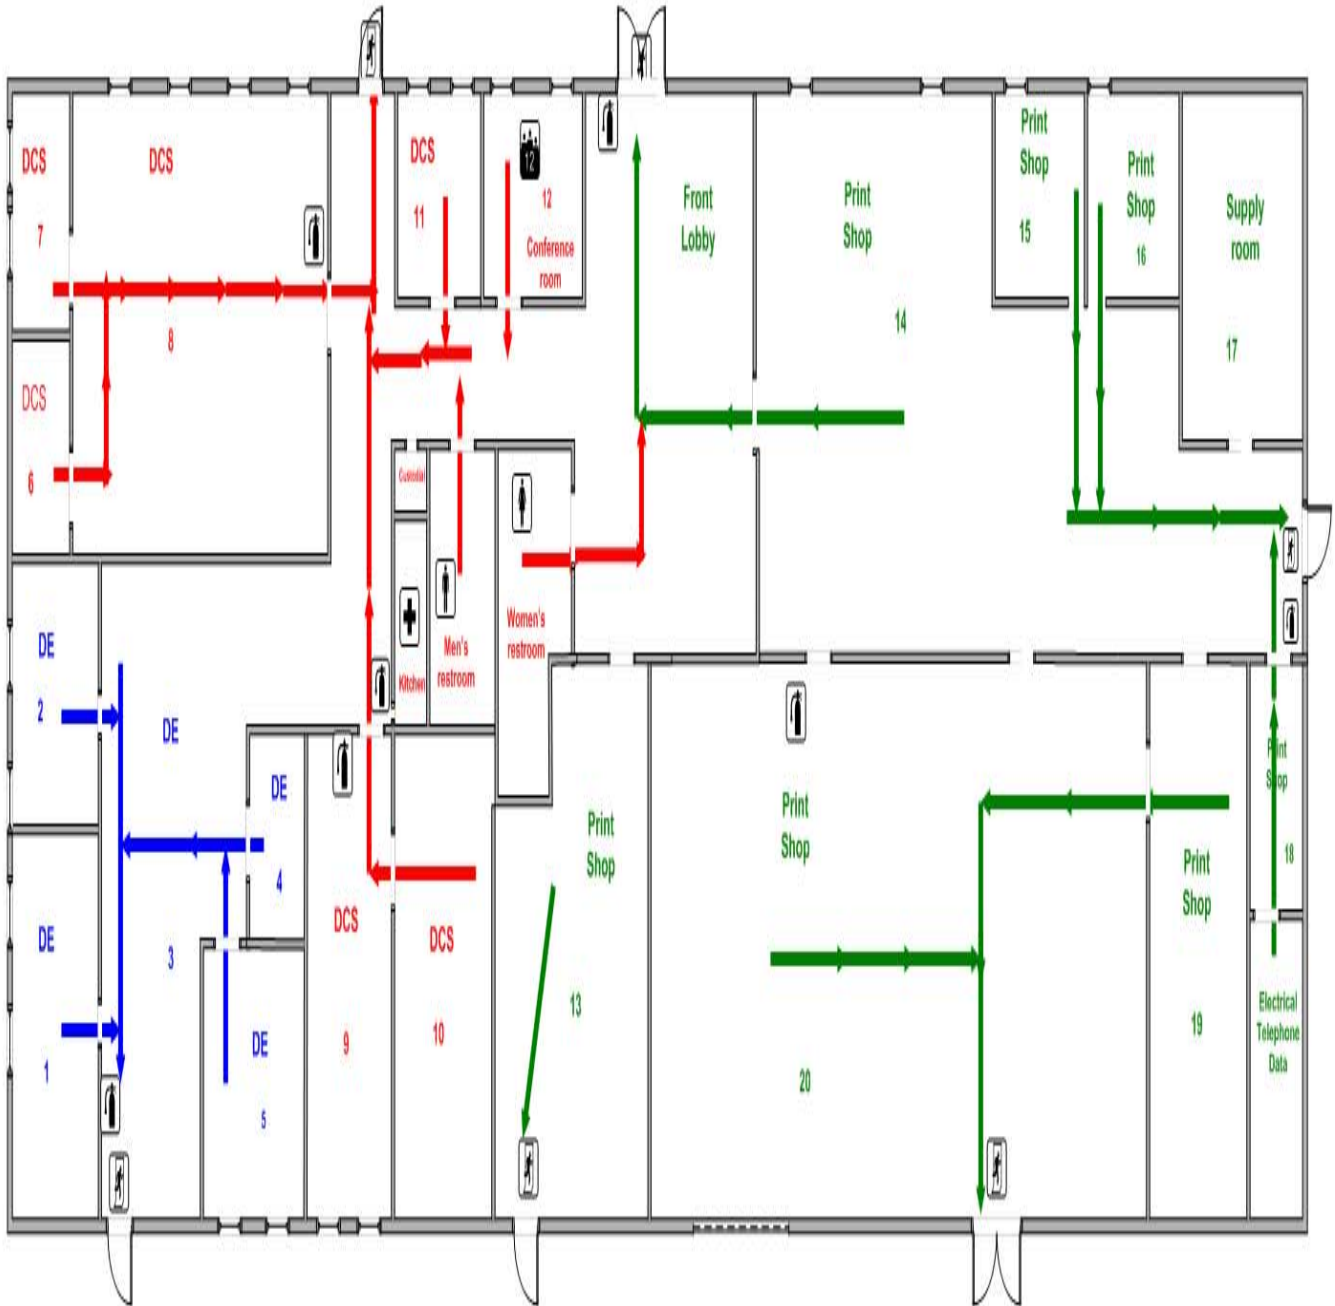 DCS
7
DCS
8
DCS
11
12
12
Conference
room
Front
Lobby
Print
Shop
14
Print
Shop
15
Print
Shop
16
Supply
room
17
DCS
6
Custodial
Kitchen
Men's
restroom
Women's
restroom
DE
2
DE
3
DE
4
DE
1
DE
5
DCS
9
DCS
10
Print
Shop
13
Print
Shop
20
Print
Shop
19
Print
Shop
18
Electrical
Telephone
Data